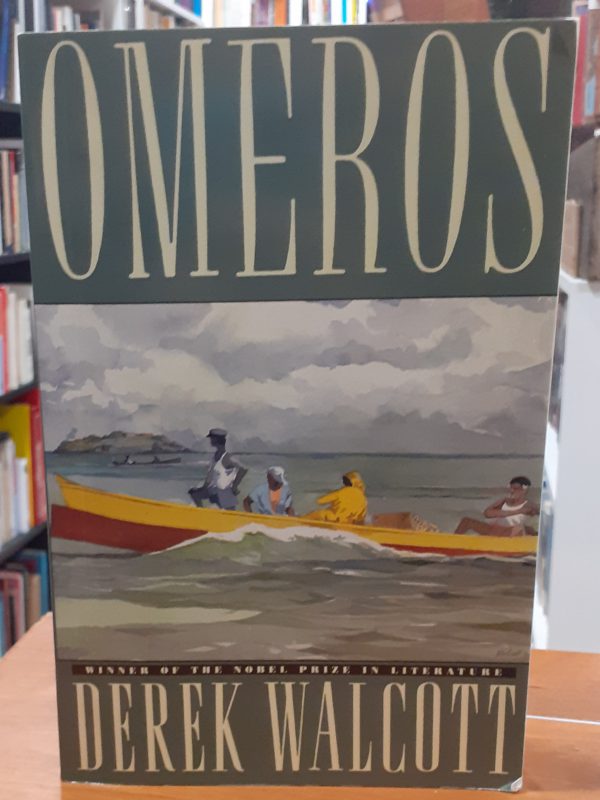 OMEROS
WINNER OF THE NOBEL PRIZE IN LITERATURE
DEREK WALCOTT